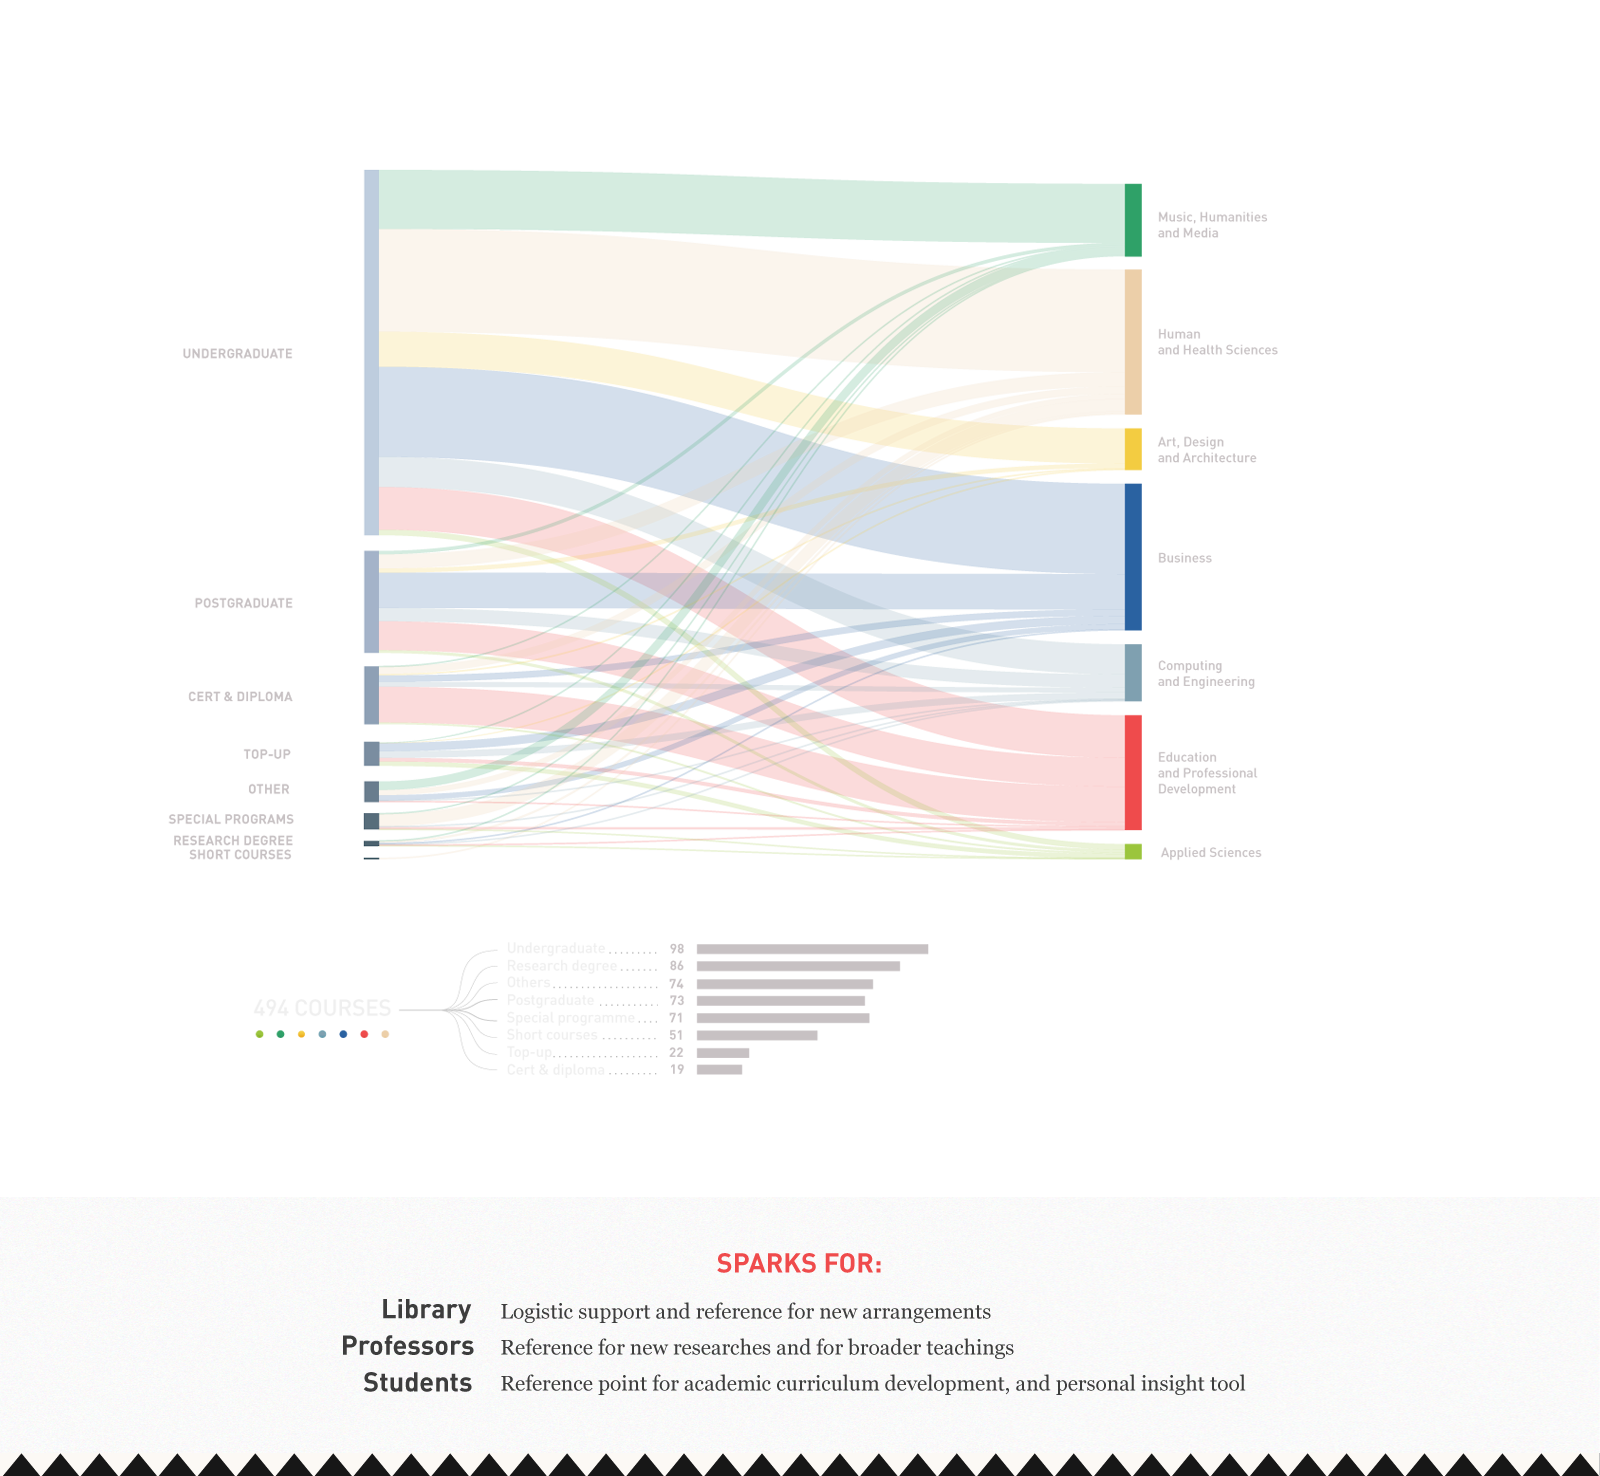 UNDERGRADUATE
POSTGRADUATE
CERT & DIPLOMA
TOP-UP
OTHER
SPECIAL PROGRAMS
RESEARCH DEGREE
SHORT COURSES
Music, Humanities
and Media
Human
and Health Sciences
Art, Design
and Architecture
Business
Computing
and Engineering
Education
and Professional
Development
Applied Sciences
494 COURSES
Undergraduate ......... 98
Research degree ....... 86
Others .................. 74
Postgraduate .......... 73
Special programme .... 71
Short courses .......... 51
Top-up .................. 22
Cert & diploma ......... 19
SPARKS FOR:
Library Logistic support and reference for new arrangements
Professors Reference for new researches and for broader teachings
Students Reference point for academic curriculum development, and personal insight tool